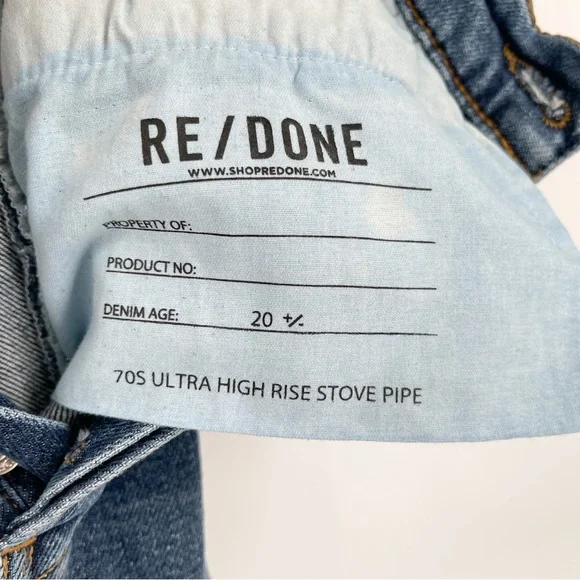 RE/DONE
WWW.SHOPREDONE.COM
PROPERTY OF:
PRODUCT NO:
DENIM AGE: 20 +/-
70S ULTRA HIGH RISE STOVE PIPE